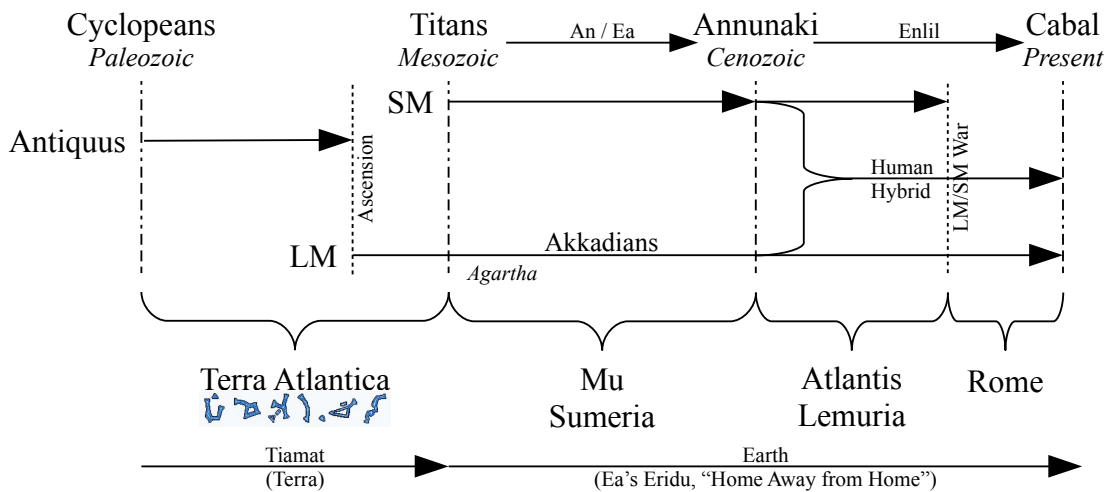 Cyclopeans
Paleozoic
Titans
Mesozoic
An / Ea
Annunaki
Cenozoic
Enlil
Cabal
Present
SM
Antiquus
Ascension
Human
Hybrid
LM/SM War
LM
Akkadians
Agartha
Terra Atlantica
Mu
Sumeria
Atlantis
Lemuria
Rome
Tiamat
(Terra)
Earth
(Ea’s Eridu, “Home Away from Home”)